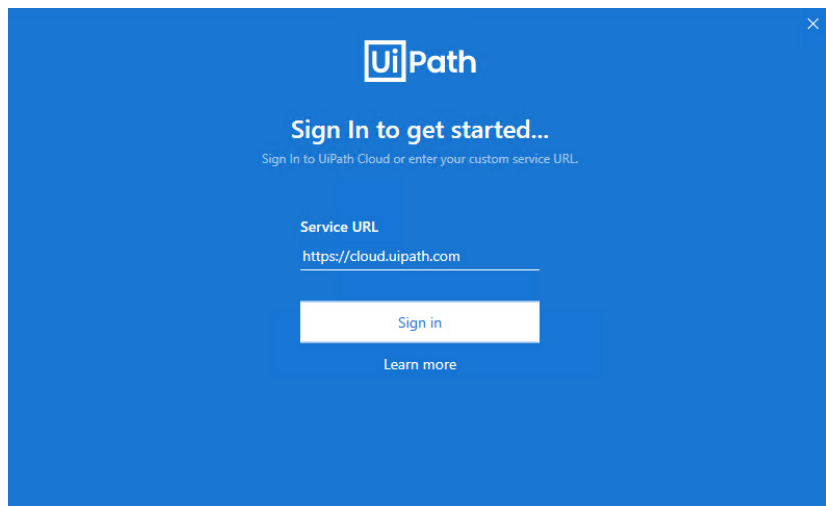 UiPath
Sign In to get started...
Sign In to UiPath Cloud or enter your custom service URL.
Service URL
https://cloud.uipath.com
Sign in
Learn more